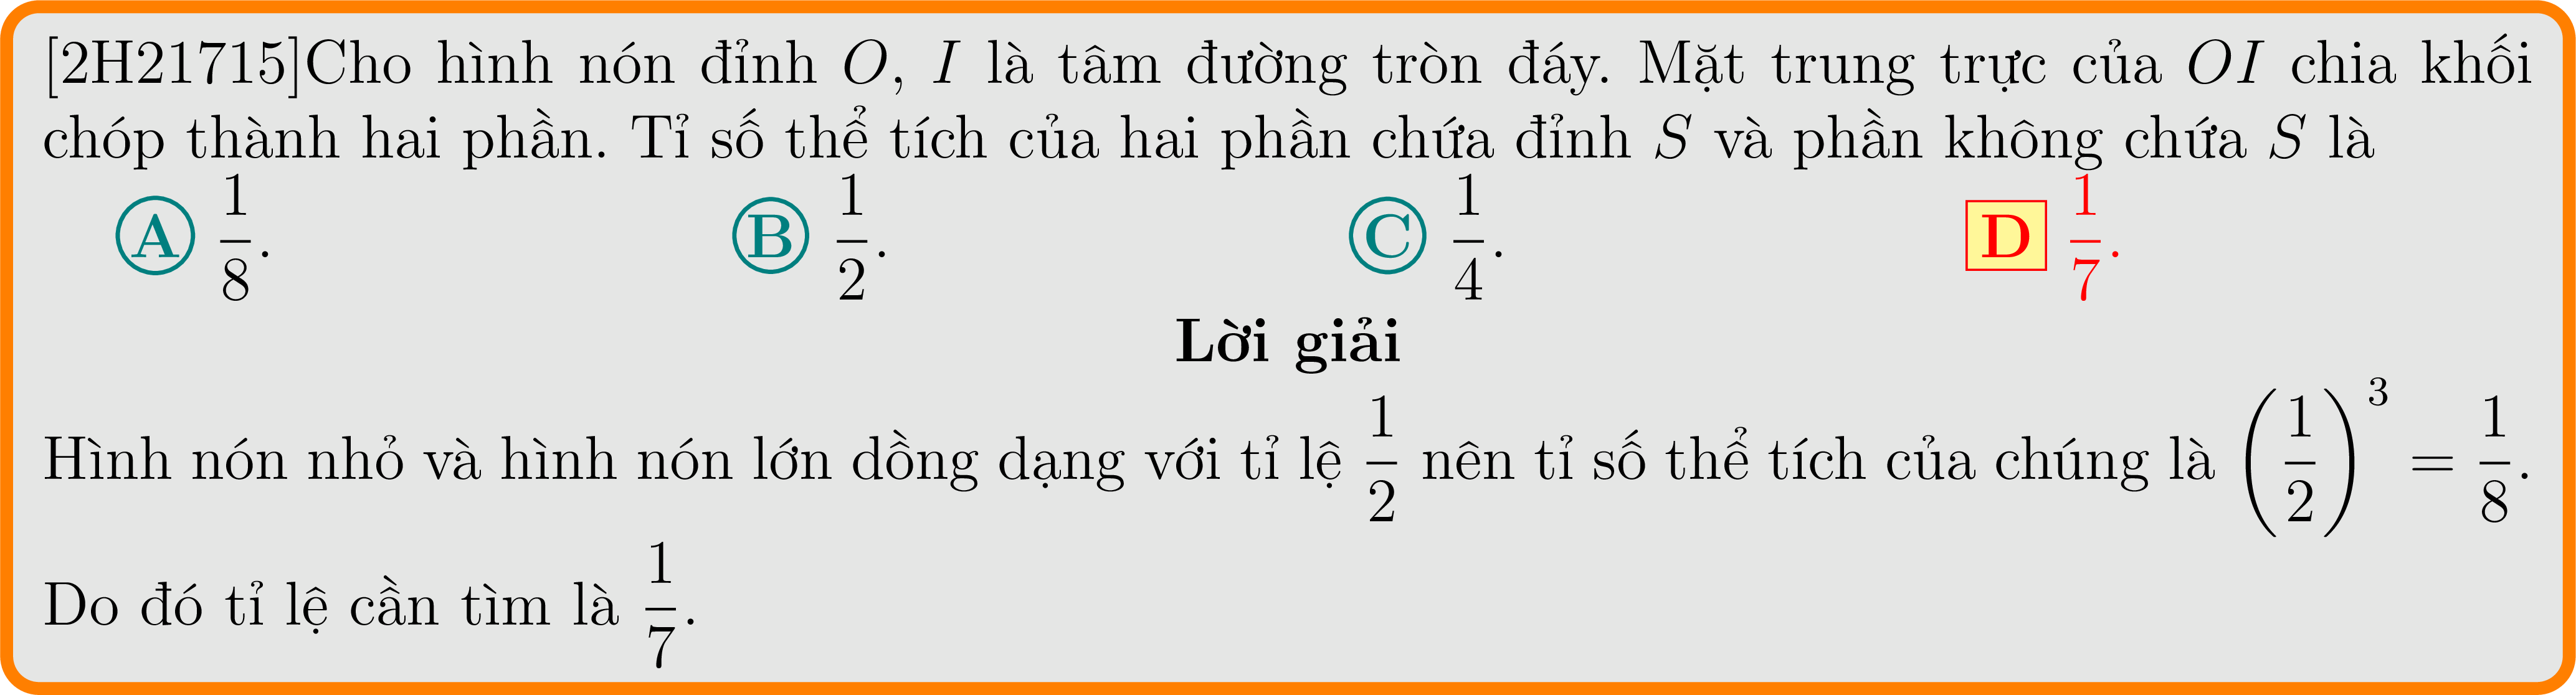 [2H21715]Cho hình nón đỉnh O, I là tâm đường tròn đáy. Mặt trung trực của OI chia khối
chóp thành hai phần. Tỉ số thể tích của hai phần chứa đỉnh S và phần không chứa S là
A $\frac{1}{8}$. B $\frac{1}{2}$. C $\frac{1}{4}$. D $\frac{1}{7}$.
Lời giải
Hình nón nhỏ và hình nón lớn dồng dạng với tỉ lệ $\frac{1}{2}$ nên tỉ số thể tích của chúng là $\left(\frac{1}{2}\right)^3 = \frac{1}{8}$.
Do đó tỉ lệ cần tìm là $\frac{1}{7}$.